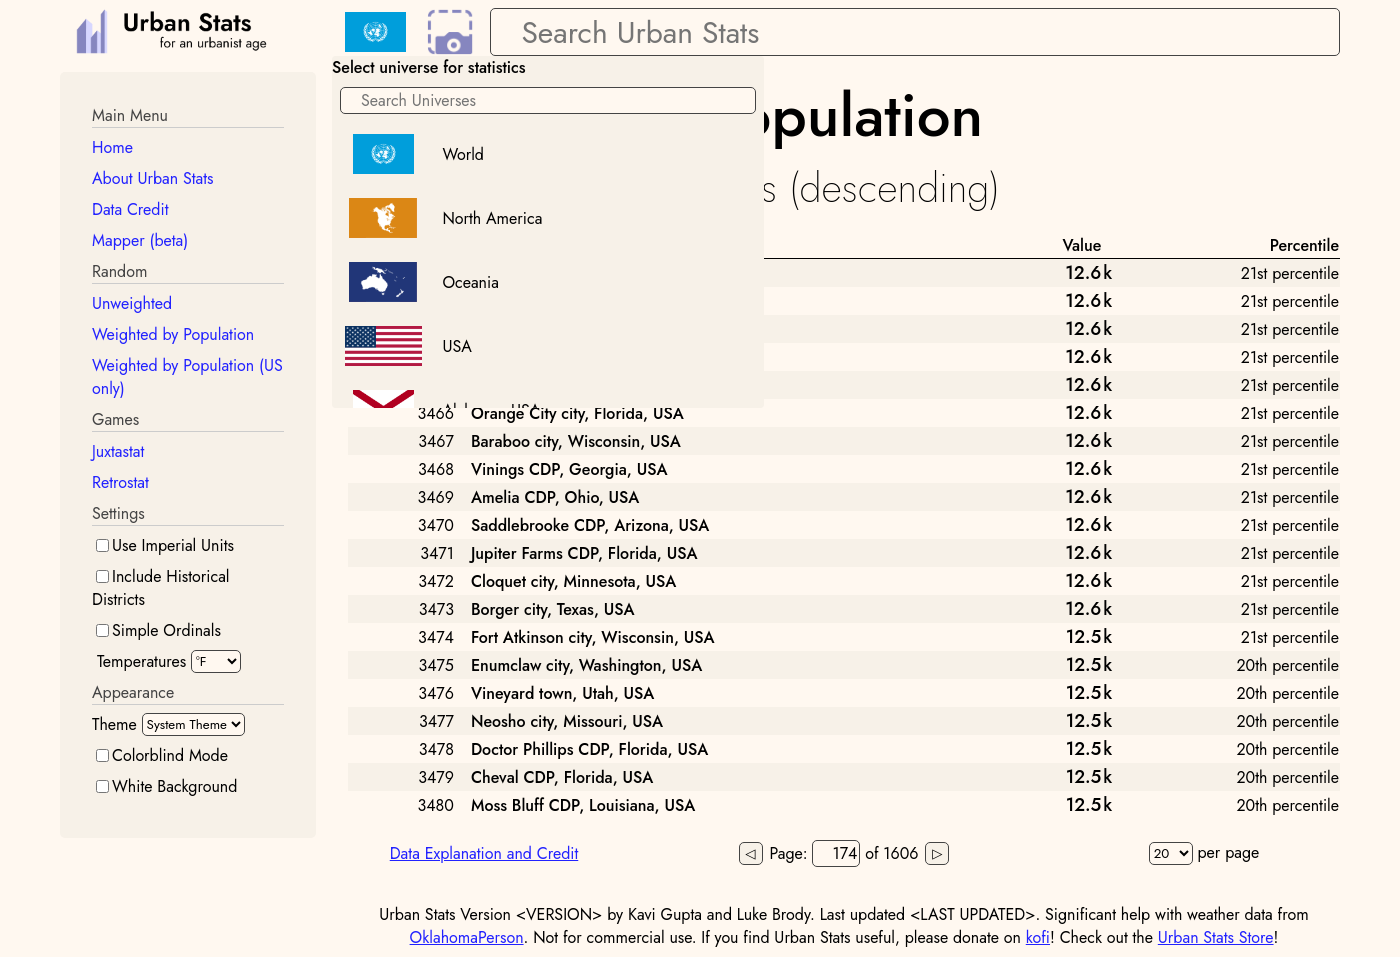 Urban Stats
for an urbanist age
Search Urban Stats
Select universe for statistics
Search Universes
World
North America
Oceania
USA
Main Menu
Home
About Urban Stats
Data Credit
Mapper (beta)
Random
Unweighted
Weighted by Population
Weighted by Population (US
only)
Games
Juxtastat
Retrostat
Settings
Use Imperial Units
Include Historical
Districts
Simple Ordinals
Temperatures °F
Appearance
Theme System Theme
Colorblind Mode
White Background
opulation
s (descending)
Value Percentile
12.6k 21st percentile
12.6k 21st percentile
12.6k 21st percentile
12.6k 21st percentile
12.6k 21st percentile
3466 Orange City city, Florida, USA 12.6k 21st percentile
3467 Baraboo city, Wisconsin, USA 12.6k 21st percentile
3468 Vinings CDP, Georgia, USA 12.6k 21st percentile
3469 Amelia CDP, Ohio, USA 12.6k 21st percentile
3470 Saddlebrooke CDP, Arizona, USA 12.6k 21st percentile
3471 Jupiter Farms CDP, Florida, USA 12.6k 21st percentile
3472 Cloquet city, Minnesota, USA 12.6k 21st percentile
3473 Borger city, Texas, USA 12.6k 21st percentile
3474 Fort Atkinson city, Wisconsin, USA 12.5k 21st percentile
3475 Enumclaw city, Washington, USA 12.5k 20th percentile
3476 Vineyard town, Utah, USA 12.5k 20th percentile
3477 Neosho city, Missouri, USA 12.5k 20th percentile
3478 Doctor Phillips CDP, Florida, USA 12.5k 20th percentile
3479 Cheval CDP, Florida, USA 12.5k 20th percentile
3480 Moss Bluff CDP, Louisiana, USA 12.5k 20th percentile
Data Explanation and Credit Page: 174 of 1606 20 per page
Urban Stats Version <VERSION> by Kavi Gupta and Luke Brody. Last updated <LAST UPDATED>. Significant help with weather data from
OklahomaPerson. Not for commercial use. If you find Urban Stats useful, please donate on kofi! Check out the Urban Stats Store!